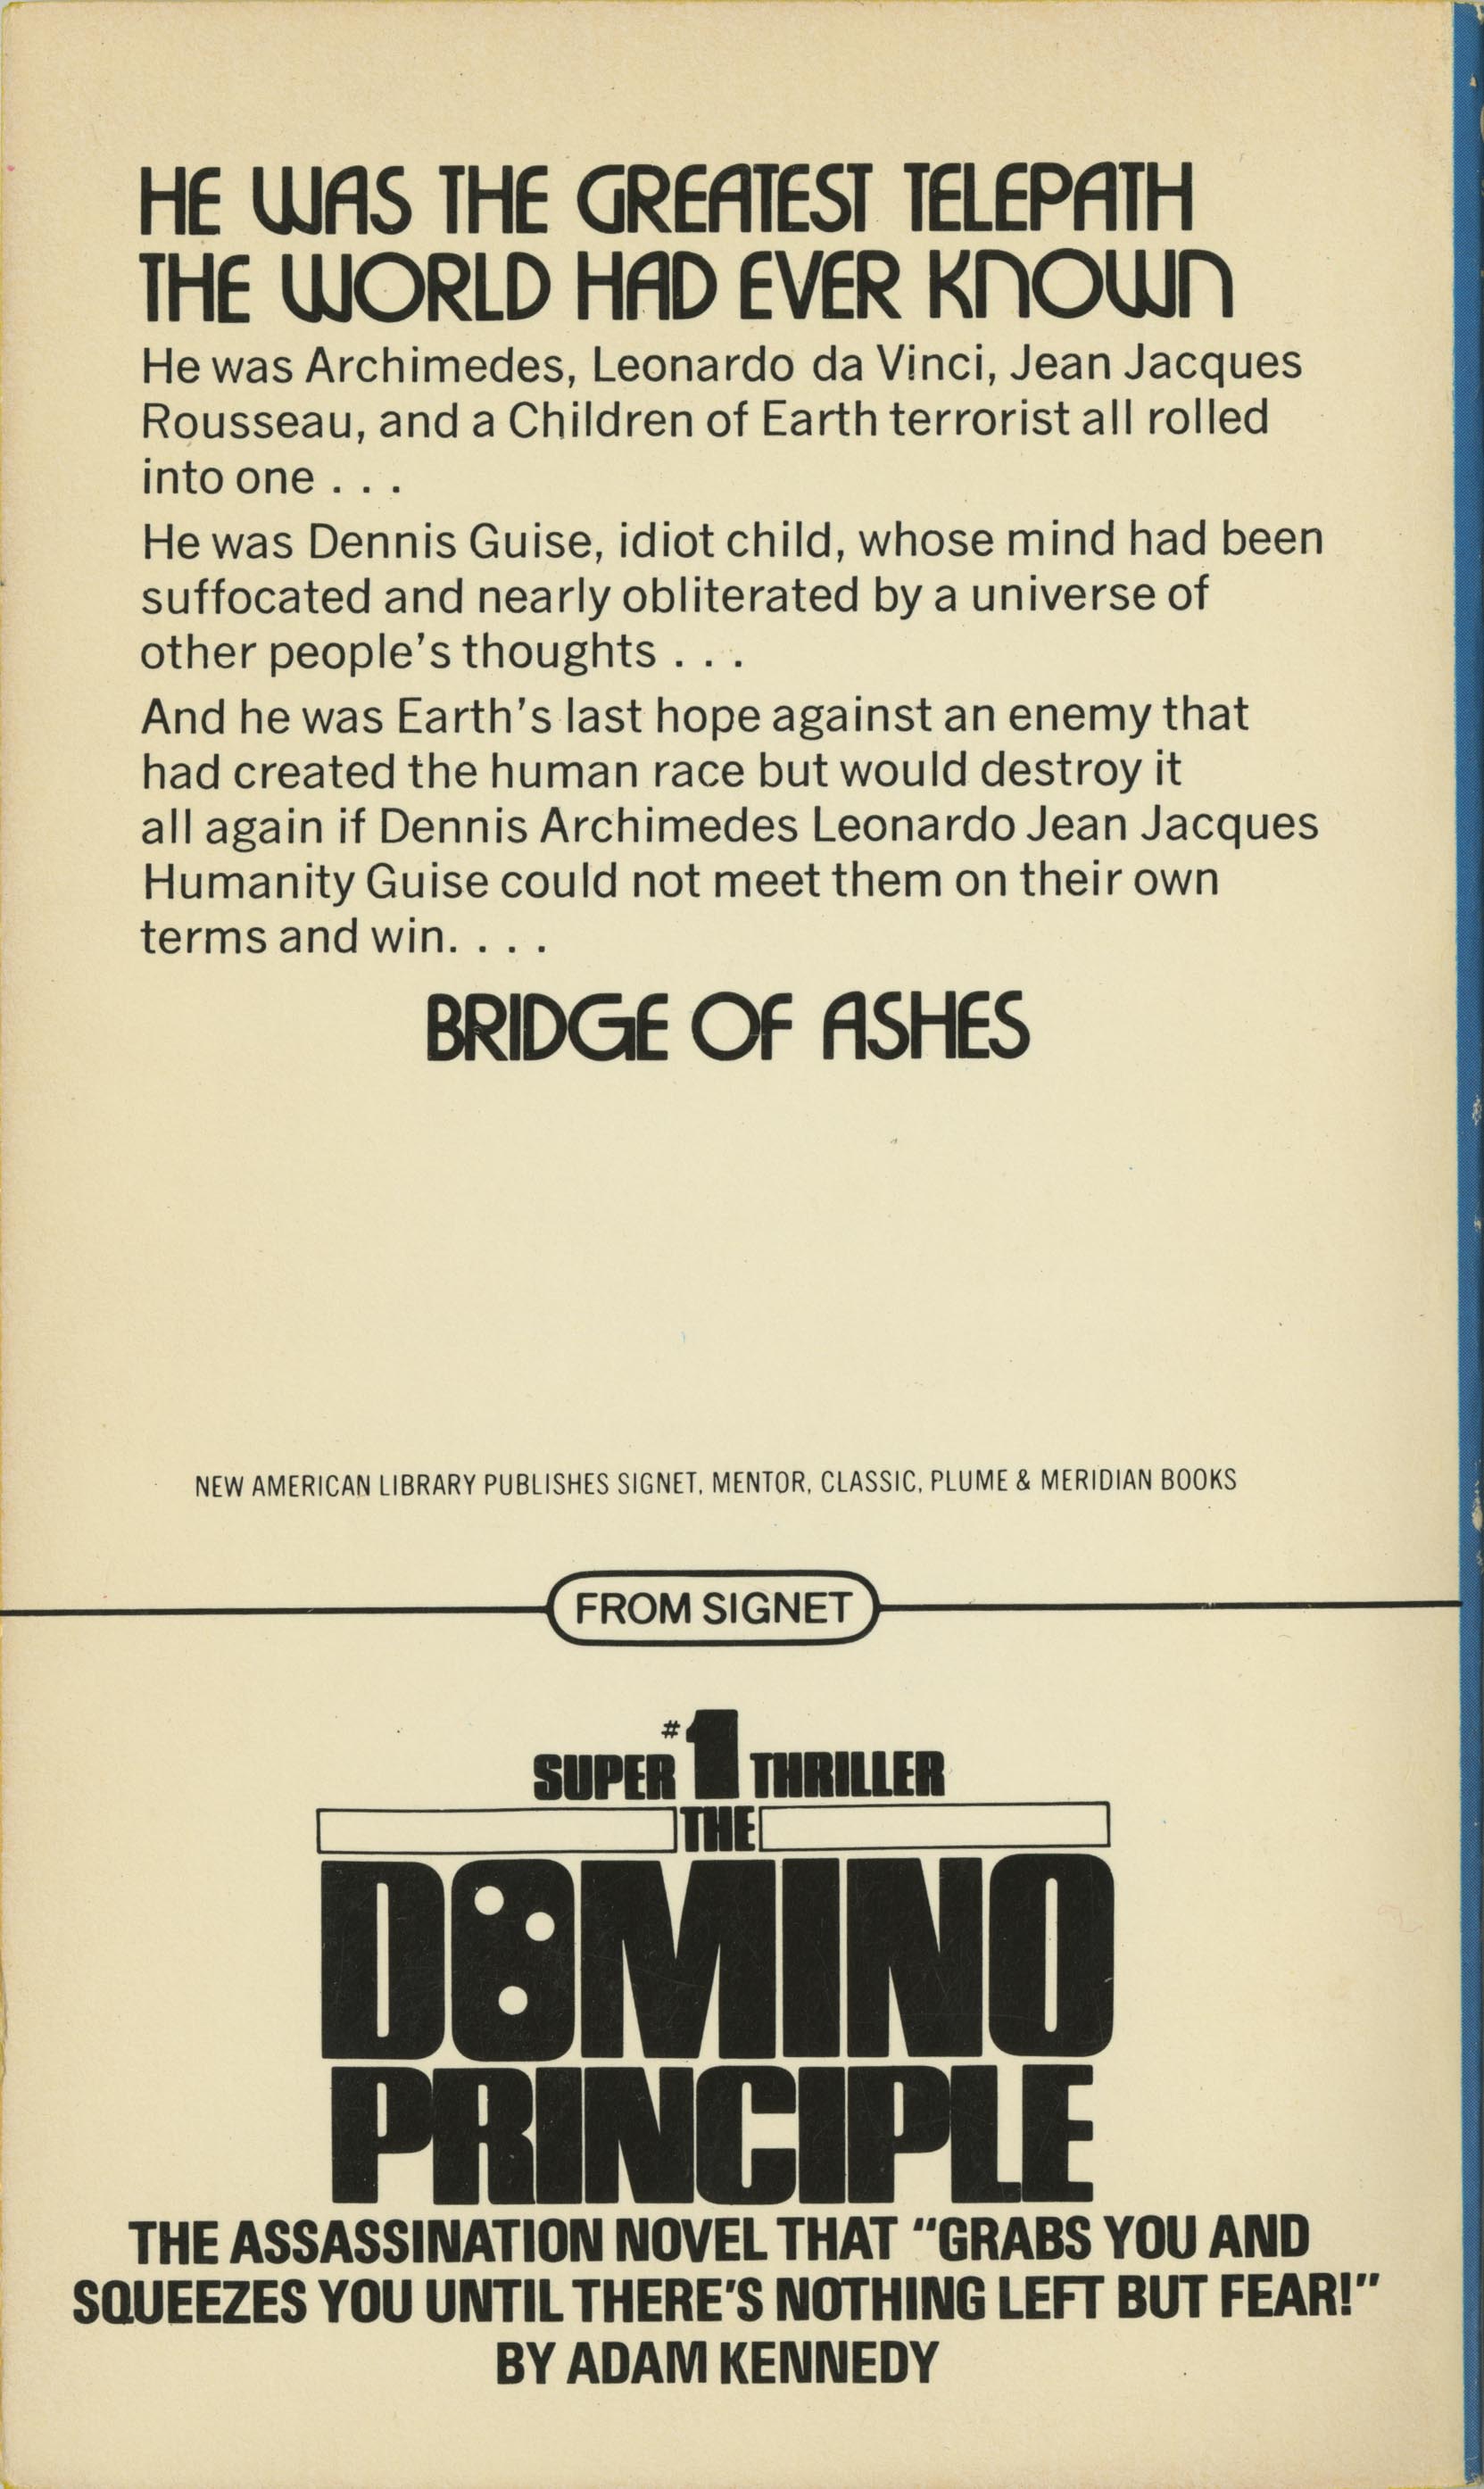 HE WAS THE GREATEST TELEPATH
THE WORLD HAD EVER KNOWN
He was Archimedes, Leonardo da Vinci, Jean Jacques
Rousseau, and a Children of Earth terrorist all rolled
into one . . .
He was Dennis Guise, idiot child, whose mind had been
suffocated and nearly obliterated by a universe of
other people's thoughts . . .
And he was Earth's last hope against an enemy that
had created the human race but would destroy it
all again if Dennis Archimedes Leonardo Jean Jacques
Humanity Guise could not meet them on their own
terms and win. . . .
BRIDGE OF ASHES
NEW AMERICAN LIBRARY PUBLISHES SIGNET, MENTOR, CLASSIC, PLUME & MERIDIAN BOOKS
FROM SIGNET
SUPER #1 THRILLER
THE
DOMINO
PRINCIPLE
THE ASSASSINATION NOVEL THAT “GRABS YOU AND
SQUEEZES YOU UNTIL THERE'S NOTHING LEFT BUT FEAR!”
BY ADAM KENNEDY